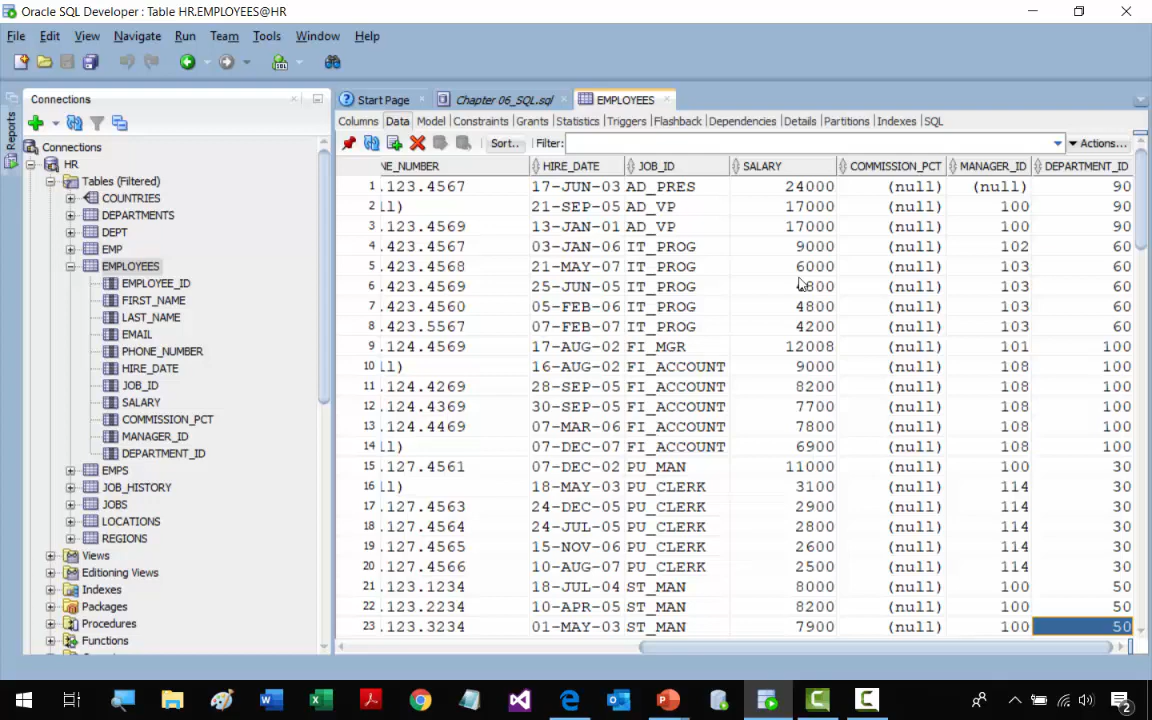 Oracle SQL Developer: Table HR.EMPLOYEES@HR
File Edit View Navigate Run Team Tools Window Help
Connections
Start Page Chapter 06_SQL.sql EMPLOYEES
Reports
Columns Data Model Constraints Grants Statistics Triggers Flashback Dependencies Details Partitions Indexes SQL
Sort.. Filter: Actions...
Connections
HR
Tables (Filtered)
COUNTRIES
DEPARTMENTS
DEPT
EMP
EMPLOYEES
EMPLOYEE_ID
FIRST_NAME
LAST_NAME
EMAIL
PHONE_NUMBER
HIRE_DATE
JOB_ID
SALARY
COMMISSION_PCT
MANAGER_ID
DEPARTMENT_ID
EMPS
JOB_HISTORY
JOBS
LOCATIONS
REGIONS
Views
Editioning Views
Indexes
Packages
Procedures
Functions
NE_NUMBER HIRE_DATE JOB_ID SALARY COMMISSION_PCT MANAGER_ID DEPARTMENT_ID
1 .123.4567 17-JUN-03 AD_PRES 24000 (null) (null) 90
2 ll) 21-SEP-05 AD_VP 17000 (null) 100 90
3 .123.4569 13-JAN-01 AD_VP 17000 (null) 100 90
4 .423.4567 03-JAN-06 IT_PROG 9000 (null) 102 60
5 .423.4568 21-MAY-07 IT_PROG 6000 (null) 103 60
6 .423.4569 25-JUN-05 IT_PROG 800 (null) 103 60
7 .423.4560 05-FEB-06 IT_PROG 4800 (null) 103 60
8 .423.5567 07-FEB-07 IT_PROG 4200 (null) 103 60
9 .124.4569 17-AUG-02 FI_MGR 12008 (null) 101 100
10 ll) 16-AUG-02 FI_ACCOUNT 9000 (null) 108 100
11 .124.4269 28-SEP-05 FI_ACCOUNT 8200 (null) 108 100
12 .124.4369 30-SEP-05 FI_ACCOUNT 7700 (null) 108 100
13 .124.4469 07-MAR-06 FI_ACCOUNT 7800 (null) 108 100
14 ll) 07-DEC-07 FI_ACCOUNT 6900 (null) 108 100
15 .127.4561 07-DEC-02 PU_MAN 11000 (null) 100 30
16 ll) 18-MAY-03 PU_CLERK 3100 (null) 114 30
17 .127.4563 24-DEC-05 PU_CLERK 2900 (null) 114 30
18 .127.4564 24-JUL-05 PU_CLERK 2800 (null) 114 30
19 .127.4565 15-NOV-06 PU_CLERK 2600 (null) 114 30
20 .127.4566 10-AUG-07 PU_CLERK 2500 (null) 114 30
21 .123.1234 18-JUL-04 ST_MAN 8000 (null) 100 50
22 .123.2234 10-APR-05 ST_MAN 8200 (null) 100 50
23 .123.3234 01-MAY-03 ST_MAN 7900 (null) 100 50
2